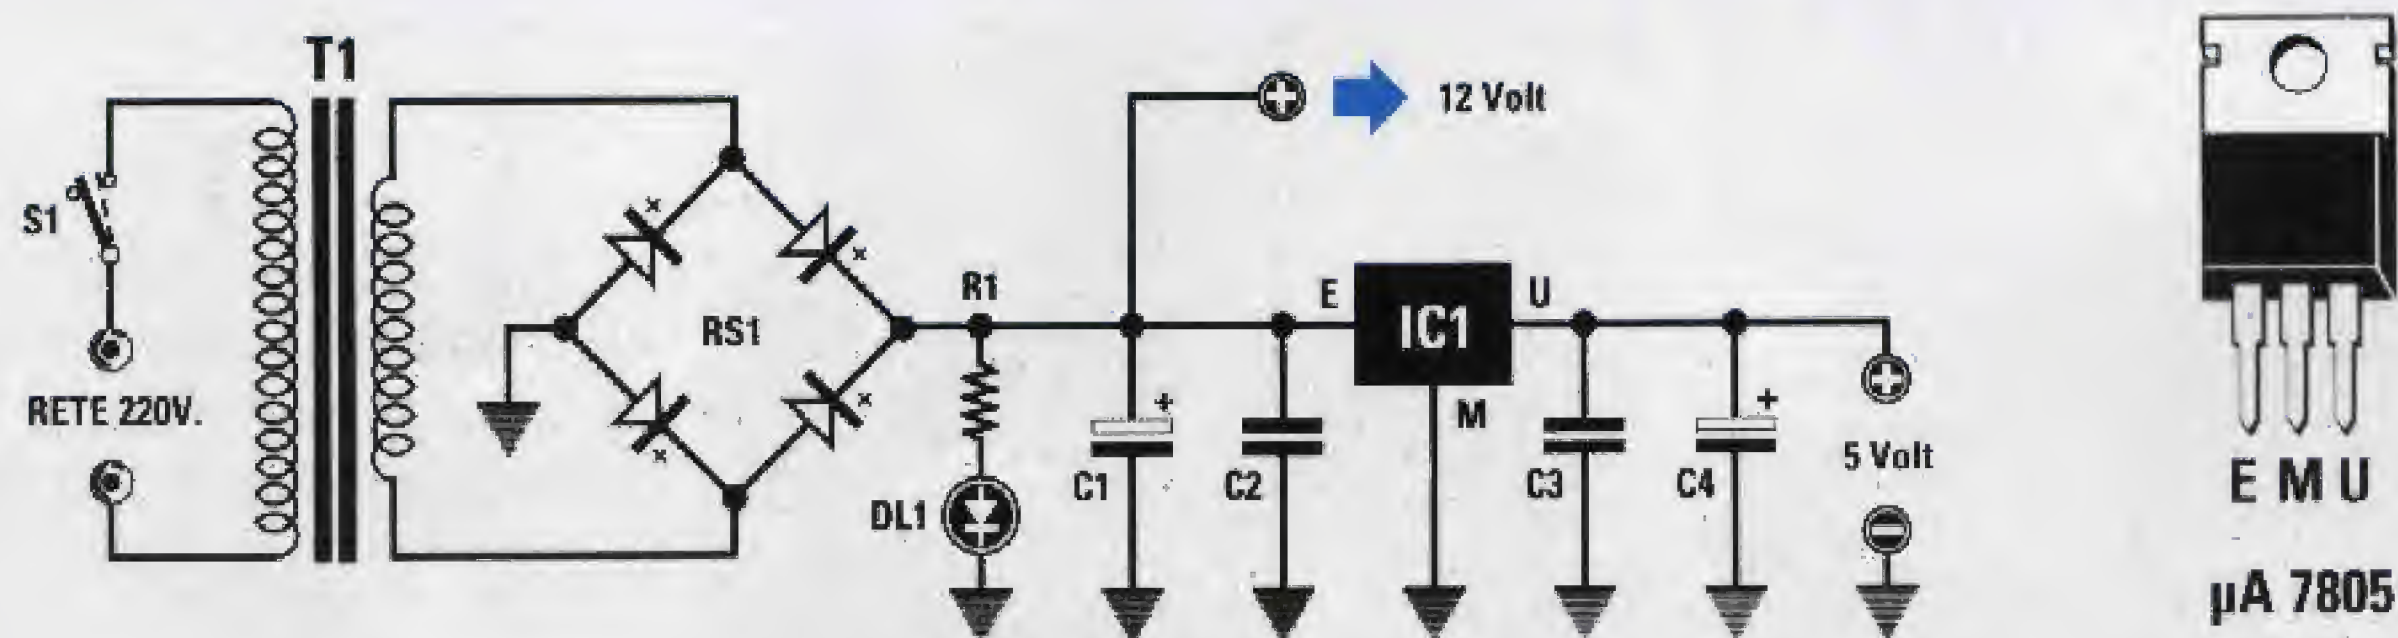 T1
S1
RETE 220V.
RS1
R1
DL1
12 Volt
C1
+
C2
E
IC1
U
M
C3
C4
+
5 Volt
E M U
µA 7805